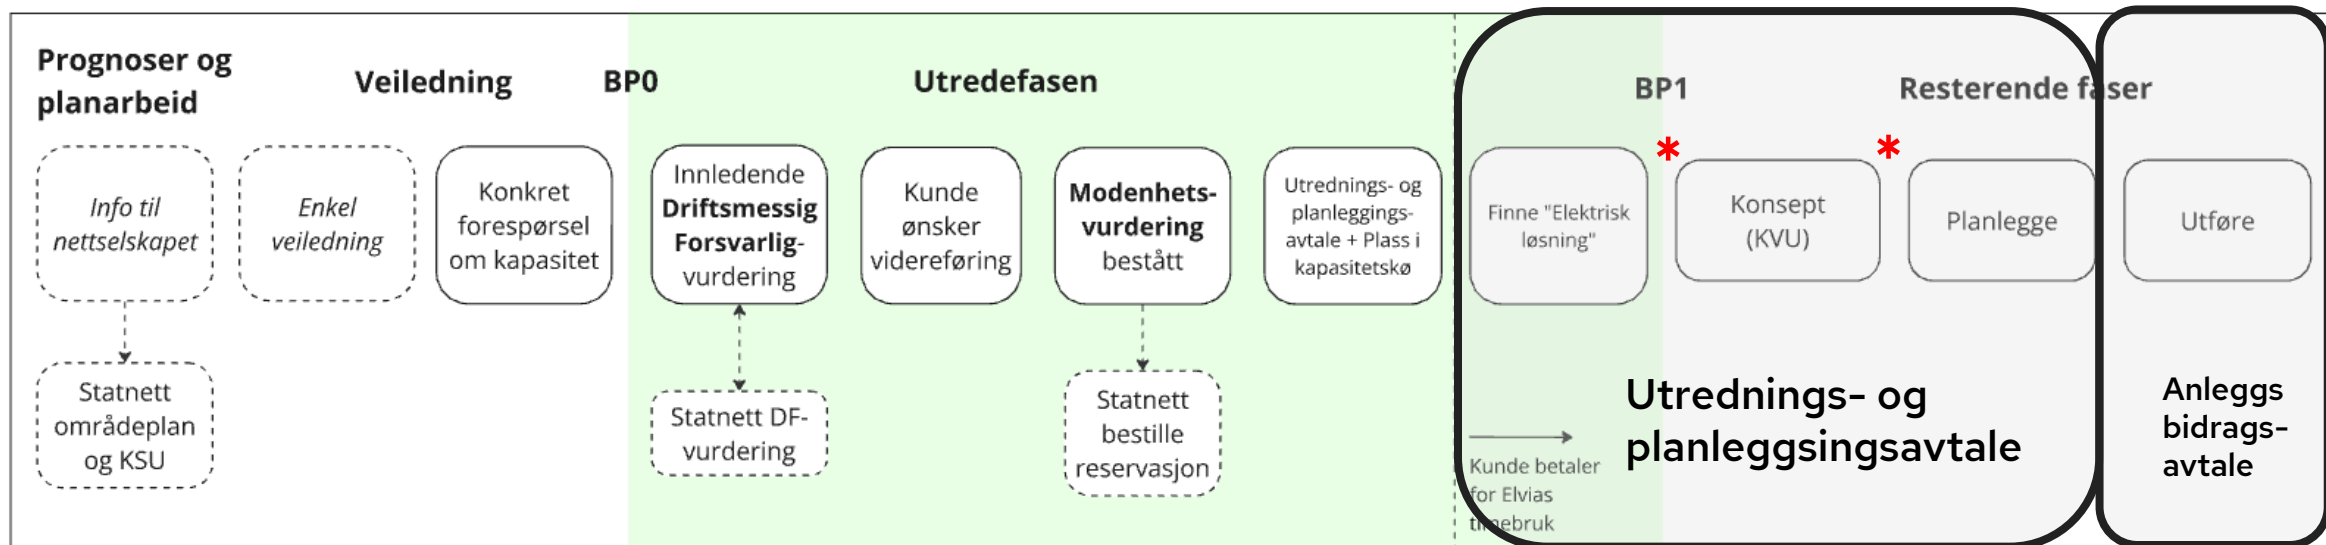 Prognoser og
planarbeid
Veiledning
BP0
Utredefasen
BP1
Resterende faser
Info til
nettselskapet
Enkel
veiledning
Konkret
forespørsel
om kapasitet
Innledende
Driftsmessig
Forsvarlig-
vurdering
Kunde
ønsker
videreføring
Modenhets-
vurdering
bestått
Utrednings- og
planleggings-
avtale + Plass i
kapasitetskø
Finne "Elektrisk
løsning"
*
Konsept
(KVU)
*
Planlegge
Utføre
Statnett
områdeplan
og KSU
Statnett DF-
vurdering
Statnett
bestille
reservasjon
Kunde betaler
for Elvias
timebruk
Utrednings- og
planleggsingsavtale
Anleggs
bidrags-
avtale